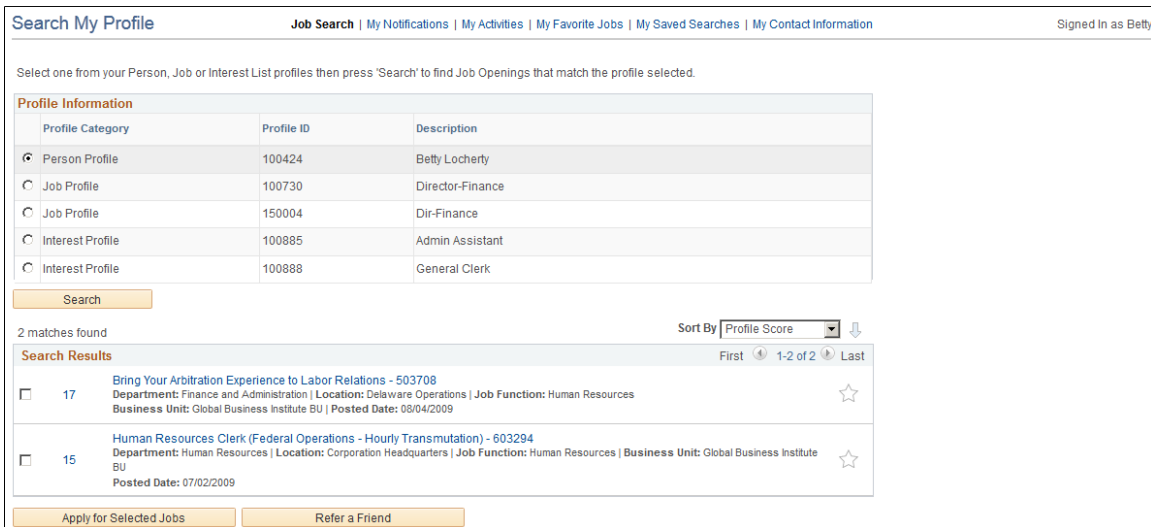 Search My Profile
Job Search | My Notifications | My Activities | My Favorite Jobs | My Saved Searches | My Contact Information
Signed In as Betty
Select one from your Person, Job or Interest List profiles then press 'Search' to find Job Openings that match the profile selected.
Profile Information
Profile Category Profile ID Description
Person Profile 100424 Betty Locherty
Job Profile 100730 Director-Finance
Job Profile 150004 Dir-Finance
Interest Profile 100885 Admin Assistant
Interest Profile 100888 General Clerk
Search
2 matches found
Sort By Profile Score
Search Results
First 1-2 of 2 Last
17
Bring Your Arbitration Experience to Labor Relations - 503708
Department: Finance and Administration | Location: Delaware Operations | Job Function: Human Resources
Business Unit: Global Business Institute BU | Posted Date: 08/04/2009
15
Human Resources Clerk (Federal Operations - Hourly Transmutation) - 603294
Department: Human Resources | Location: Corporation Headquarters | Job Function: Human Resources | Business Unit: Global Business Institute
BU
Posted Date: 07/02/2009
Apply for Selected Jobs
Refer a Friend